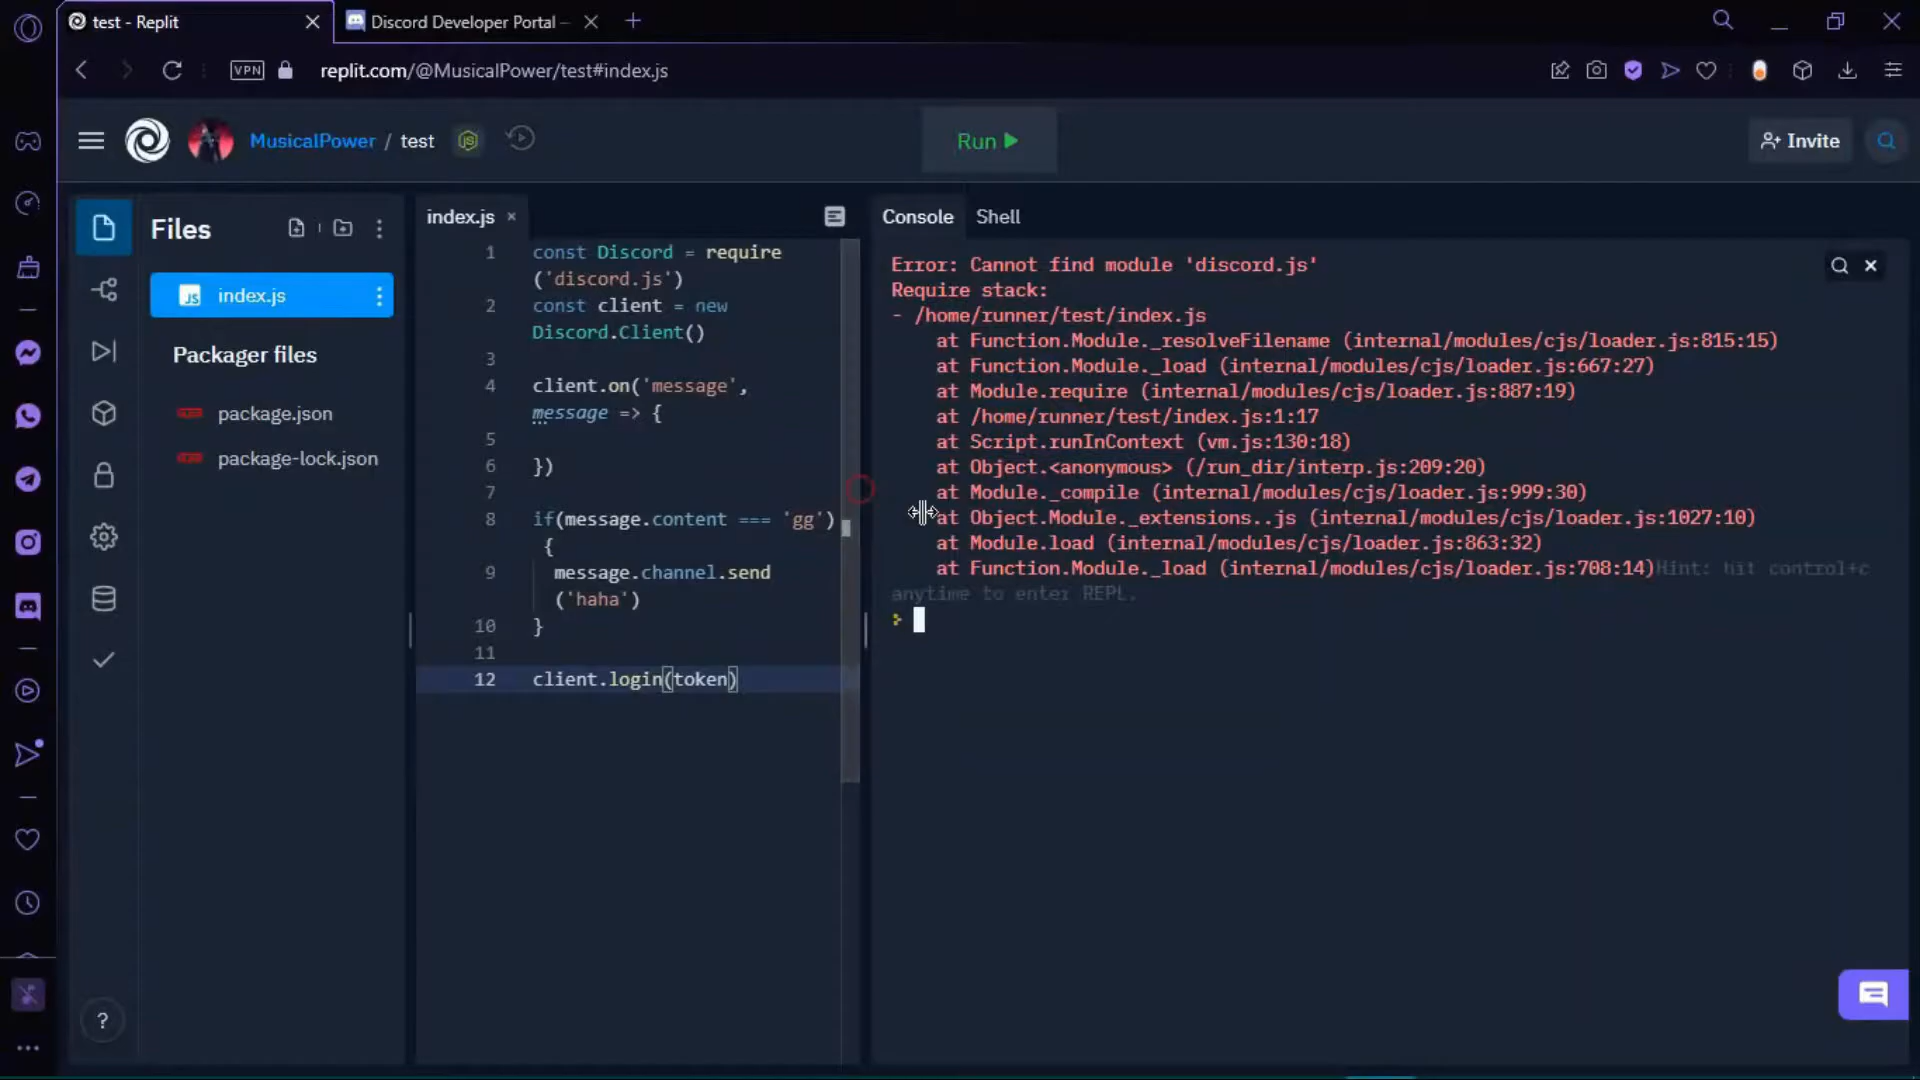 test - Replit
Discord Developer Portal –
VPN
replit.com/@MusicalPower/test#index.js
MusicalPower / test
JS
Run
Invite
Files
index.js
Packager files
package.json
package-lock.json
index.js
1 const Discord = require
('discord.js')
2 const client = new
Discord.Client()
3
4 client.on('message',
message => {
5
6 })
7
8 if(message.content === 'gg')
{
9 message.channel.send
('haha')
10 }
11
12 client.login(token)
Console Shell
Error: Cannot find module 'discord.js'
Require stack:
- /home/runner/test/index.js
at Function.Module._resolveFilename (internal/modules/cjs/loader.js:815:15)
at Function.Module._load (internal/modules/cjs/loader.js:667:27)
at Module.require (internal/modules/cjs/loader.js:887:19)
at /home/runner/test/index.js:1:17
at Script.runInContext (vm.js:130:18)
at Object.<anonymous> (/run_dir/interp.js:209:20)
at Module._compile (internal/modules/cjs/loader.js:999:30)
at Object.Module._extensions..js (internal/modules/cjs/loader.js:1027:10)
at Module.load (internal/modules/cjs/loader.js:863:32)
at Function.Module._load (internal/modules/cjs/loader.js:708:14)Hint: hit control+c
anytime to enter REPL.
?